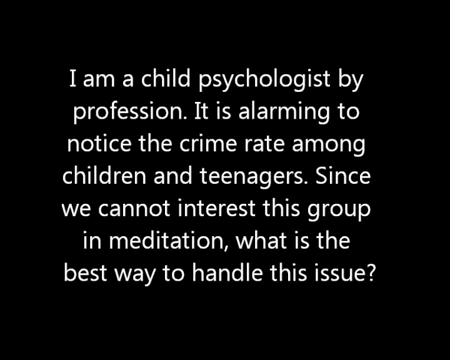 I am a child psychologist by
profession. It is alarming to
notice the crime rate among
children and teenagers. Since
we cannot interest this group
in meditation, what is the
best way to handle this issue?